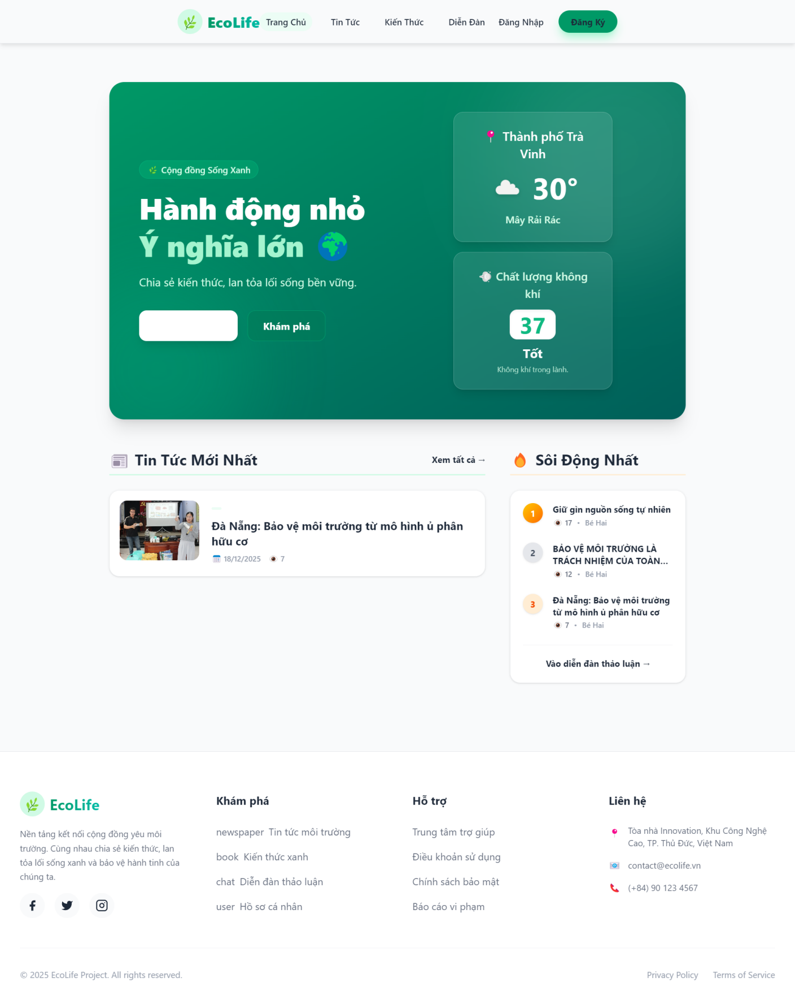 EcoLife
Trang Chủ
Tin Tức
Kiến Thức
Diễn Đàn
Đăng Nhập
Đăng Ký
Cộng đồng Sống Xanh
Hành động nhỏ
Ý nghĩa lớn
Chia sẻ kiến thức, lan tỏa lối sống bền vững.
Khám phá
Thành phố Trà
Vinh
30°
Mây Rải Rác
Chất lượng không
khí
37
Tốt
Không khí trong lành.
Tin Tức Mới Nhất
Xem tất cả →
Đà Nẵng: Bảo vệ môi trường từ mô hình ủ phân
hữu cơ
18/12/2025
7
Sôi Động Nhất
1
Giữ gìn nguồn sống tự nhiên
17 • Bé Hai
2
BẢO VỆ MÔI TRƯỜNG LÀ
TRÁCH NHIỆM CỦA TOÀN...
12 • Bé Hai
3
Đà Nẵng: Bảo vệ môi trường
từ mô hình ủ phân hữu cơ
7 • Bé Hai
Vào diễn đàn thảo luận →
EcoLife
Nền tảng kết nối cộng đồng yêu môi
trường. Cùng nhau chia sẻ kiến thức, lan
tỏa lối sống xanh và bảo vệ hành tinh của
chúng ta.
Khám phá
newspaper Tin tức môi trường
book Kiến thức xanh
chat Diễn đàn thảo luận
user Hồ sơ cá nhân
Hỗ trợ
Trung tâm trợ giúp
Điều khoản sử dụng
Chính sách bảo mật
Báo cáo vi phạm
Liên hệ
Tòa nhà Innovation, Khu Công Nghệ
Cao, TP. Thủ Đức, Việt Nam
contact@ecolife.vn
(+84) 90 123 4567
© 2025 EcoLife Project. All rights reserved.
Privacy Policy
Terms of Service